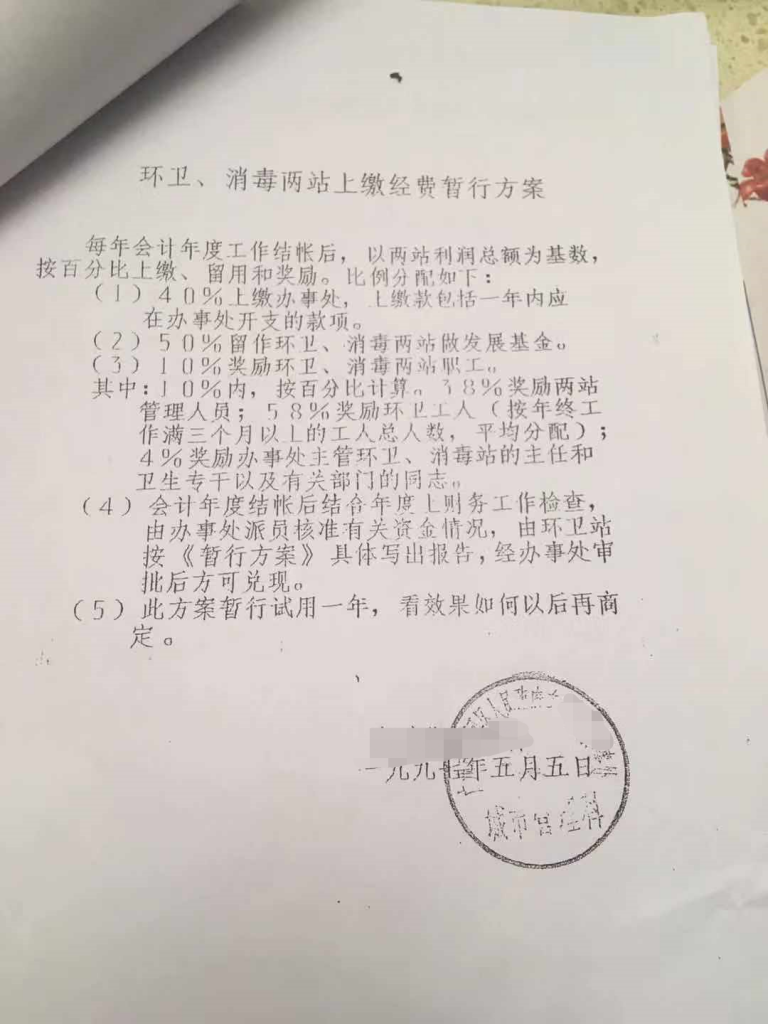 环卫、消毒两站上缴经费暂行方案
每年会计年度工作结帐后，以两站利润总额为基数，
按百分比上缴、留用和奖励。比例分配如下：
（1）40%上缴办事处，上缴款包括一年内应
在办事处开支的款项。
（2）50%留作环卫、消毒两站做发展基金。
（3）10%奖励环卫、消毒两站职工。
其中：10%内，按百分比计算。38%奖励两站
管理人员；58%奖励环卫工人（按年终工
作满三个月以上的工人总人数，平均分配）；
4%奖励办事处主管环卫、消毒站的主任和
卫生专干以及有关部门的同志。
（4）会计年度结帐后结合年度上财务工作检查，
由办事处派员核准有关资金情况，由环卫站
按《暂行方案》具体写出报告，经办事处审
批后方可兑现。
（5）此方案暂行试用一年，看效果如何以后再商
定。
区人民政府
一九九 年五月五日
城市管理科